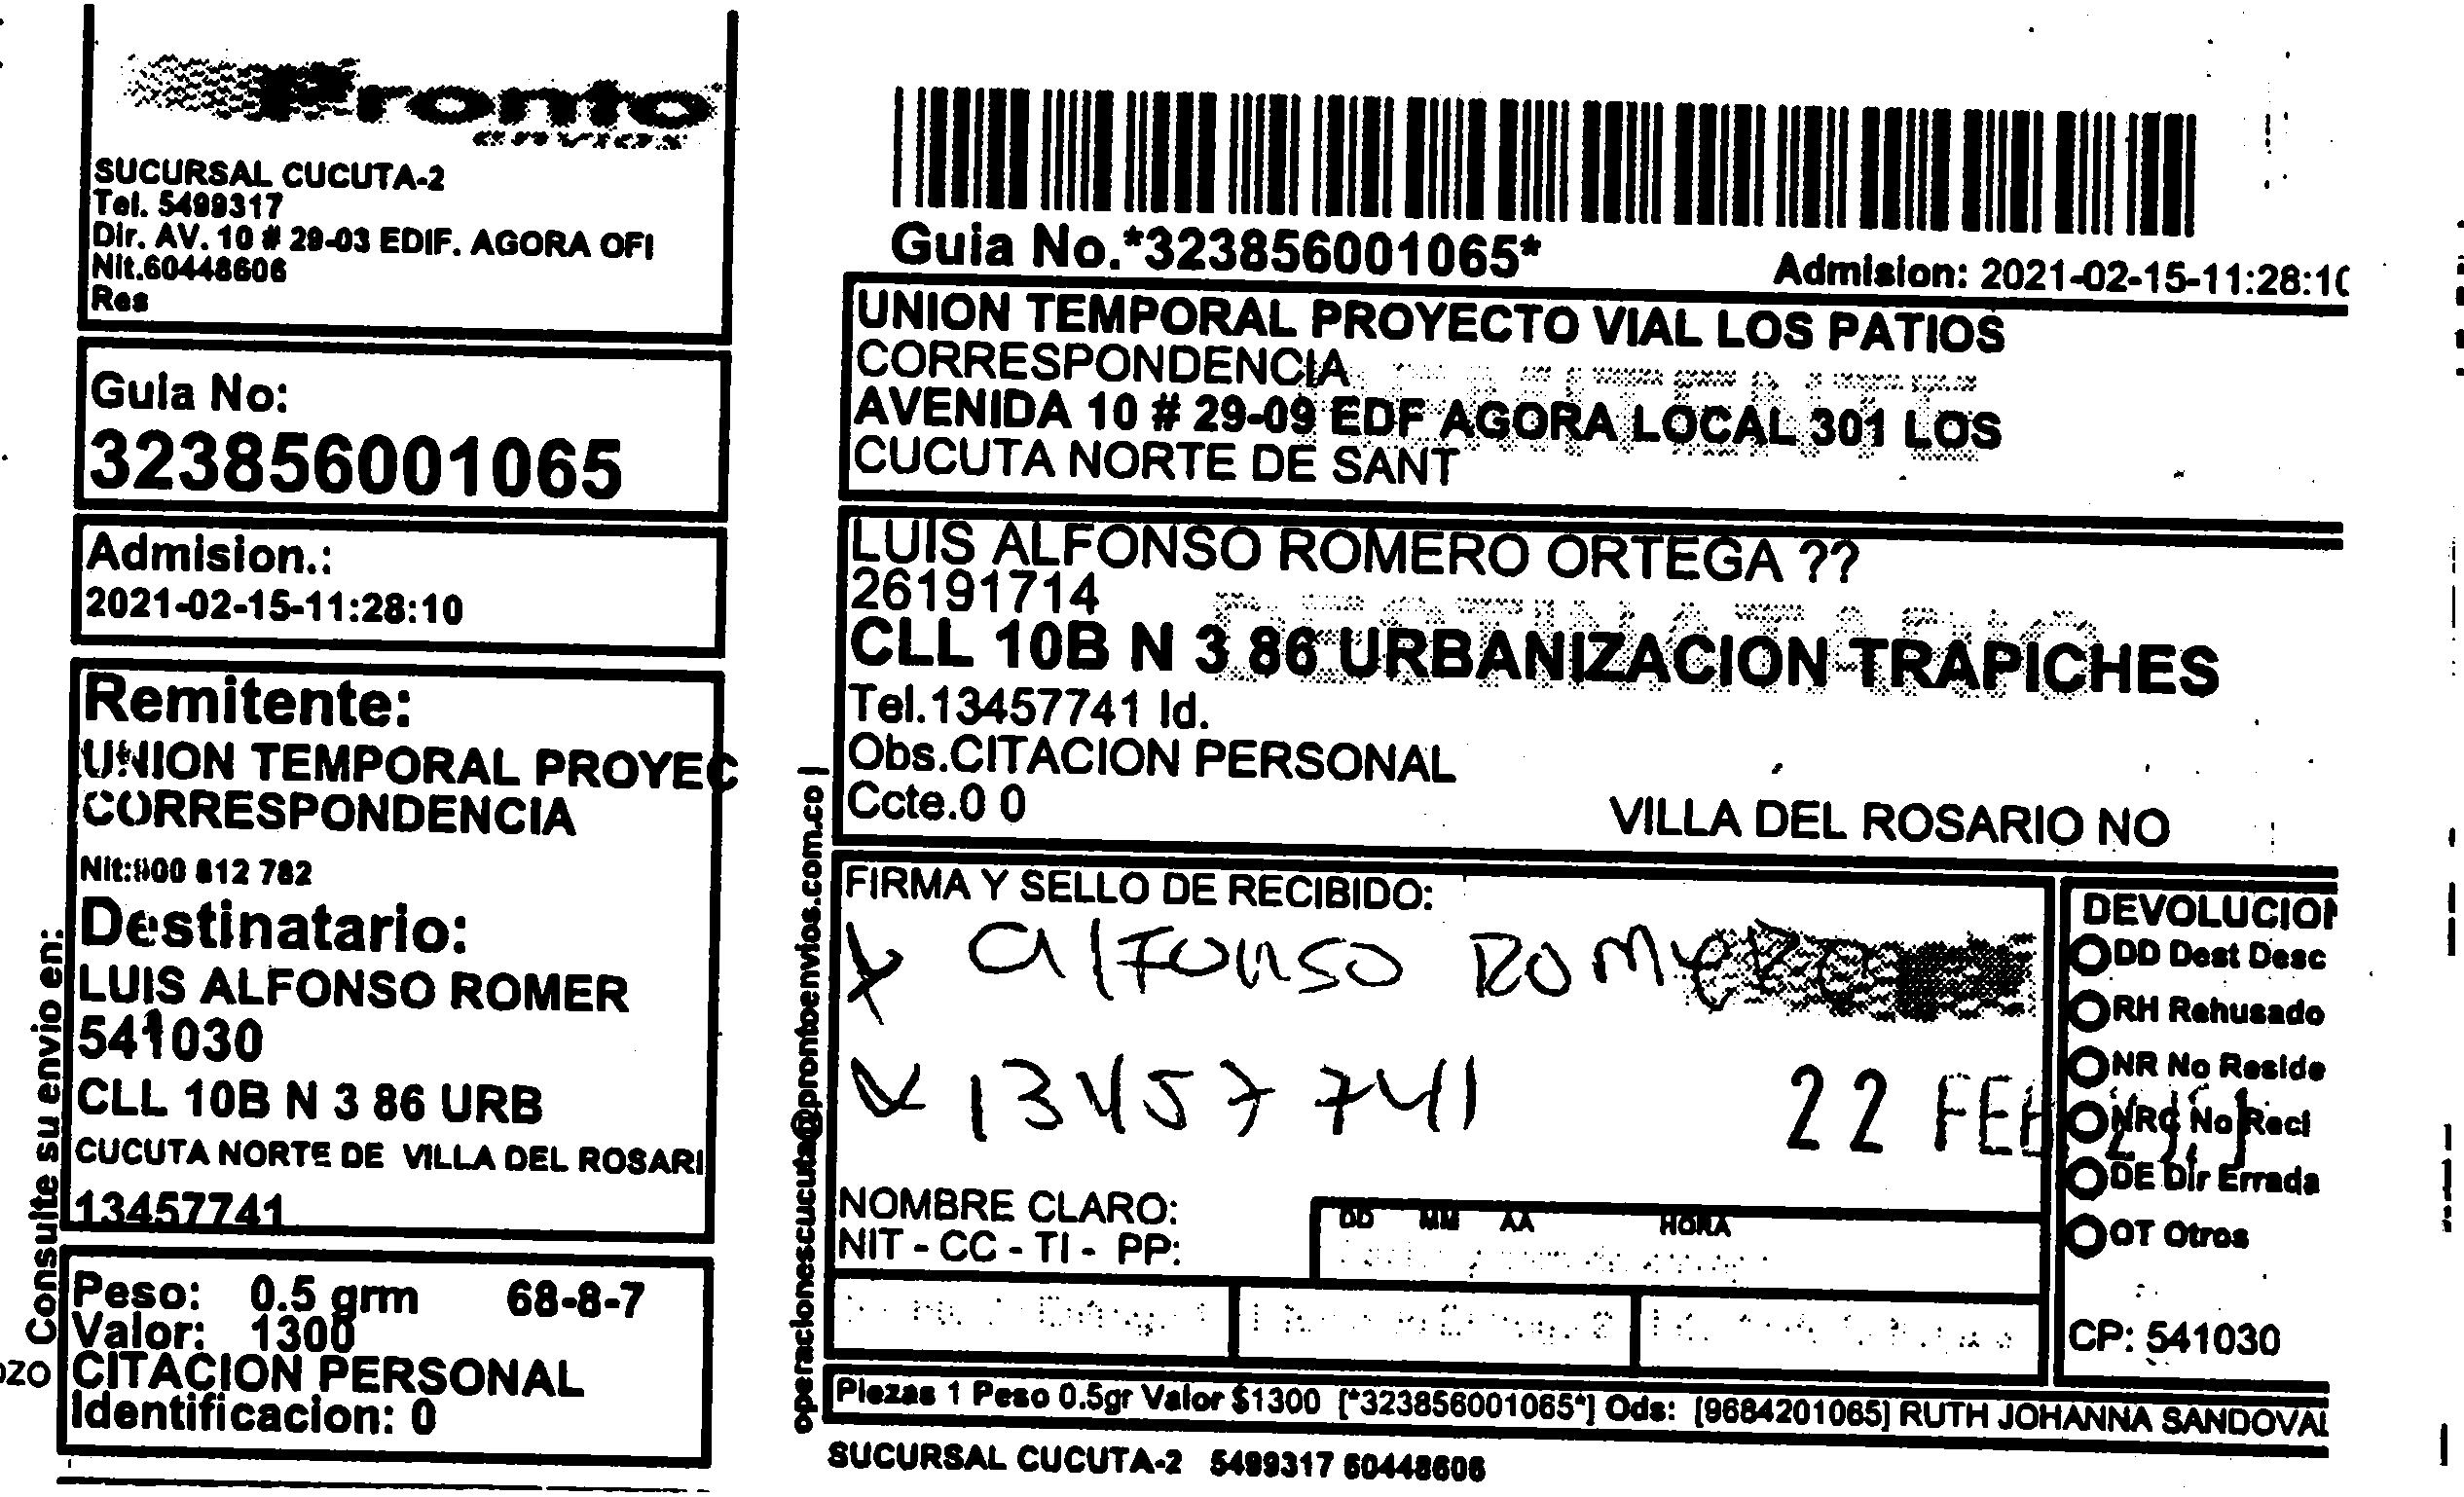 Pronto
envios
SUCURSAL CUCUTA-2
Tel. 5499317
Dir. AV. 10 # 29-03 EDIF. AGORA OFI
Nit.60448606
Res
Guia No:
323856001065
Admision.:
2021-02-15-11:28:10
Remitente:
UNION TEMPORAL PROYEC
CORRESPONDENCIA
Nit:900 812 782
Destinatario:
LUIS ALFONSO ROMER
541030
CLL 10B N 3 86 URB
CUCUTA NORTE DE VILLA DEL ROSARI
13457741
Peso: 0.5 grm 68-8-7
Valor: 1300
CITACION PERSONAL
Identificacion: 0
Consulte su envio en:
OZO
Guia No.*323856001065*
Admision: 2021-02-15-11:28:10
UNION TEMPORAL PROYECTO VIAL LOS PATIOS
CORRESPONDENCIA
REMITENTE
AVENIDA 10 # 29-09 EDF AGORA LOCAL 301 LOS
CUCUTA NORTE DE SANT
LUIS ALFONSO ROMERO ORTEGA ??
26191714
DESTINATARIO
CLL 10B N 3 86 URBANIZACION TRAPICHES
Tel.13457741 Id.
Obs.CITACION PERSONAL
Ccte.0 0
VILLA DEL ROSARIO NO
operacionescucuta@prontoenvios.com.co |
FIRMA Y SELLO DE RECIBIDO:
x Alfonso Romero
x 13457741
22 FEB 2021
NOMBRE CLARO:
NIT - CC - TI - PP:
DD MM AA HORA
DEVOLUCION
DD Dest Desc
RH Rehusado
NR No Reside
NRC No Recl
DE Dir Errada
OT Otros
CP: 541030
Piezas 1 Peso 0.5gr Valor $1300 [*323856001065*] Ods: [9684201065] RUTH JOHANNA SANDOVAL
SUCURSAL CUCUTA-2 5499317 60448606